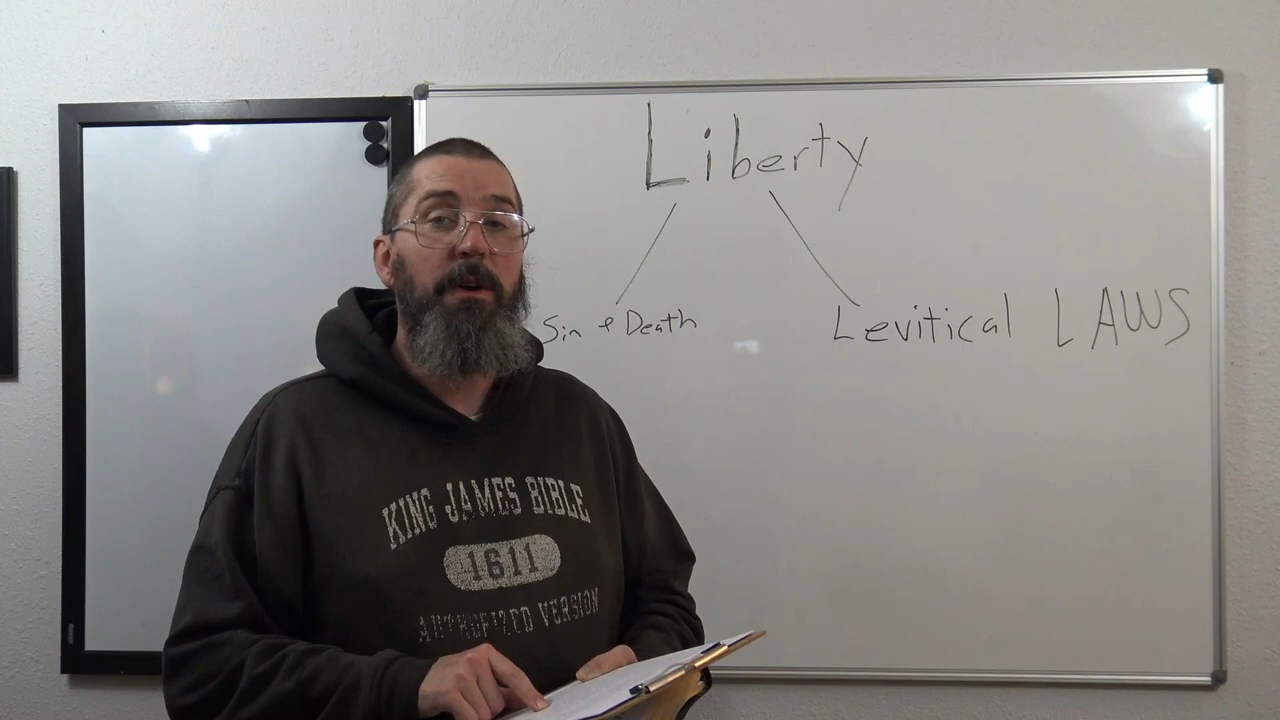 Liberty
Sin & Death
Levitical LAWS
KING JAMES BIBLE
1611
AUTHORIZED VERSION